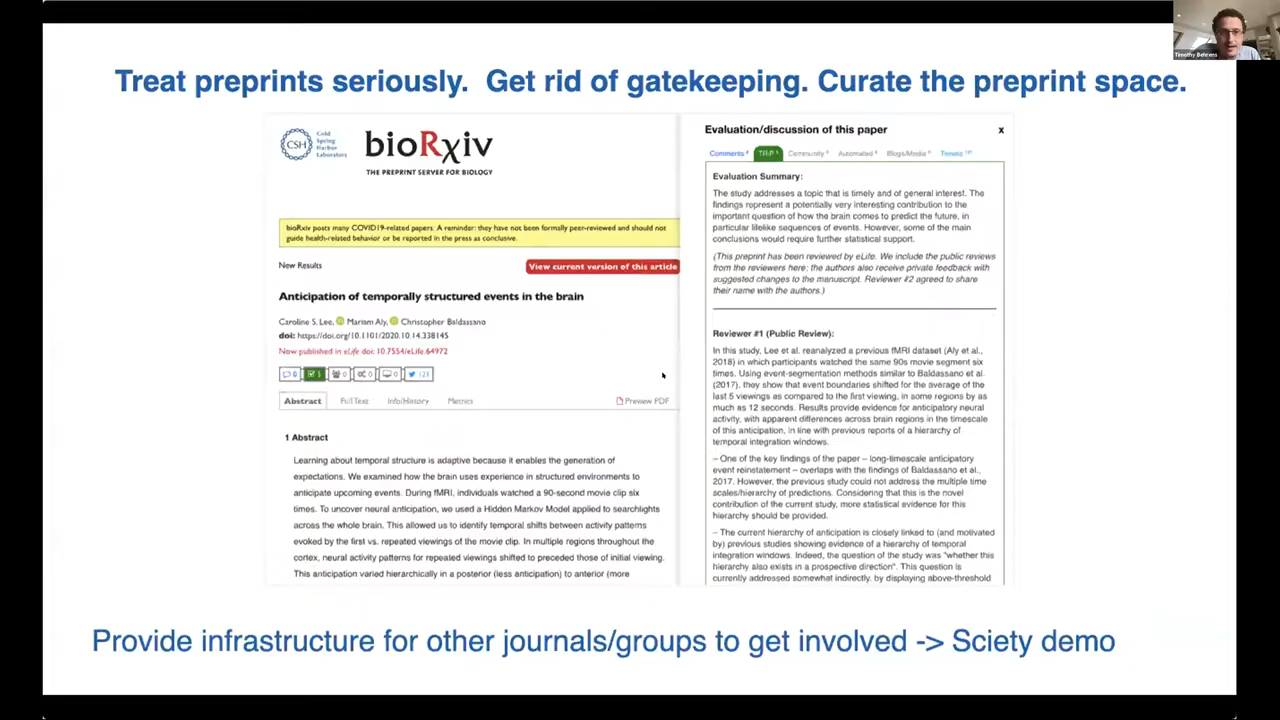 Timothy Behrens
Treat preprints seriously.  Get rid of gatekeeping. Curate the preprint space.
CSH
Cold
Spring
Harbor
Laboratory
bioRxiv
THE PREPRINT SERVER FOR BIOLOGY
bioRxiv posts many COVID19-related papers. A reminder: they have not been formally peer-reviewed and should not
guide health-related behavior or be reported in the press as conclusive.
New Results
View current version of this article
Anticipation of temporally structured events in the brain
Caroline S. Lee, Mariam Aly, Christopher Baldassano
doi: https://doi.org/10.1101/2020.10.14.338145
Now published in eLife doi: 10.7554/eLife.64972
0 5 0 0 0 121
Abstract Full Text Info/History Metrics Preview PDF
1 Abstract
Learning about temporal structure is adaptive because it enables the generation of
expectations. We examined how the brain uses experience in structured environments to
anticipate upcoming events. During fMRI, individuals watched a 90-second movie clip six
times. To uncover neural anticipation, we used a Hidden Markov Model applied to searchlights
across the whole brain. This allowed us to identify temporal shifts between activity patterns
evoked by the first vs. repeated viewings of the movie clip. In multiple regions throughout the
cortex, neural activity patterns for repeated viewings shifted to preceded those of initial viewing.
This anticipation varied hierarchically in a posterior (less anticipation) to anterior (more
Evaluation/discussion of this paper x
Comments TRiP Community Automated Blogs/Media Tweets
Evaluation Summary:
The study addresses a topic that is timely and of general interest. The
findings represent a potentially very interesting contribution to the
important question of how the brain comes to predict the future, in
particular lifelike sequences of events. However, some of the main
conclusions would require further statistical support.
(This preprint has been reviewed by eLife. We include the public reviews
from the reviewers here; the authors also receive private feedback with
suggested changes to the manuscript. Reviewer #2 agreed to share
their name with the authors.)
Reviewer #1 (Public Review):
In this study, Lee et al. reanalyzed a previous fMRI dataset (Aly et al.,
2018) in which participants watched the same 90s movie segment six
times. Using event-segmentation methods similar to Baldassano et al.
(2017), they show that event boundaries shifted for the average of the
last 5 viewings as compared to the first viewing, in some regions by as
much as 12 seconds. Results provide evidence for anticipatory neural
activity, with apparent differences across brain regions in the timescale
of this anticipation, in line with previous reports of a hierarchy of
temporal integration windows.
– One of the key findings of the paper – long-timescale anticipatory
event reinstatement – overlaps with the findings of Baldassano et al.,
2017. However, the previous study could not address the multiple time
scales/hierarchy of predictions. Considering that this is the novel
contribution of the current study, more statistical evidence for this
hierarchy should be provided.
– The current hierarchy of anticipation is closely linked to (and motivated
by) previous studies showing evidence of a hierarchy of temporal
integration windows. Indeed, the question of the study was "whether this
hierarchy also exists in a prospective direction". This question is
currently addressed somewhat indirectly, by displaying above-threshold
Provide infrastructure for other journals/groups to get involved -> Sciety demo